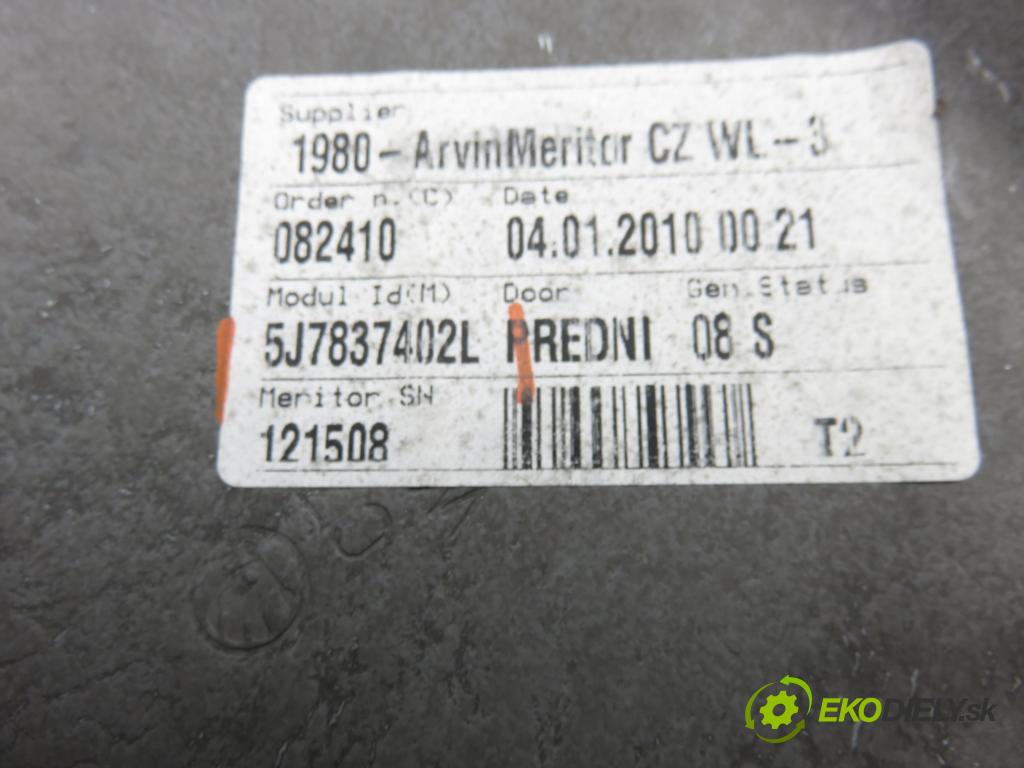 Supplier
1980 - ArvinMeritor CZ WL - 3
Order n.(C) Date
082410 04.01.2010 00 21
Modul Id(M) Door Gen.Status
5J7837402L PREDNI 08 S
Meritor SN
121508 T2
EKODIELY.sk